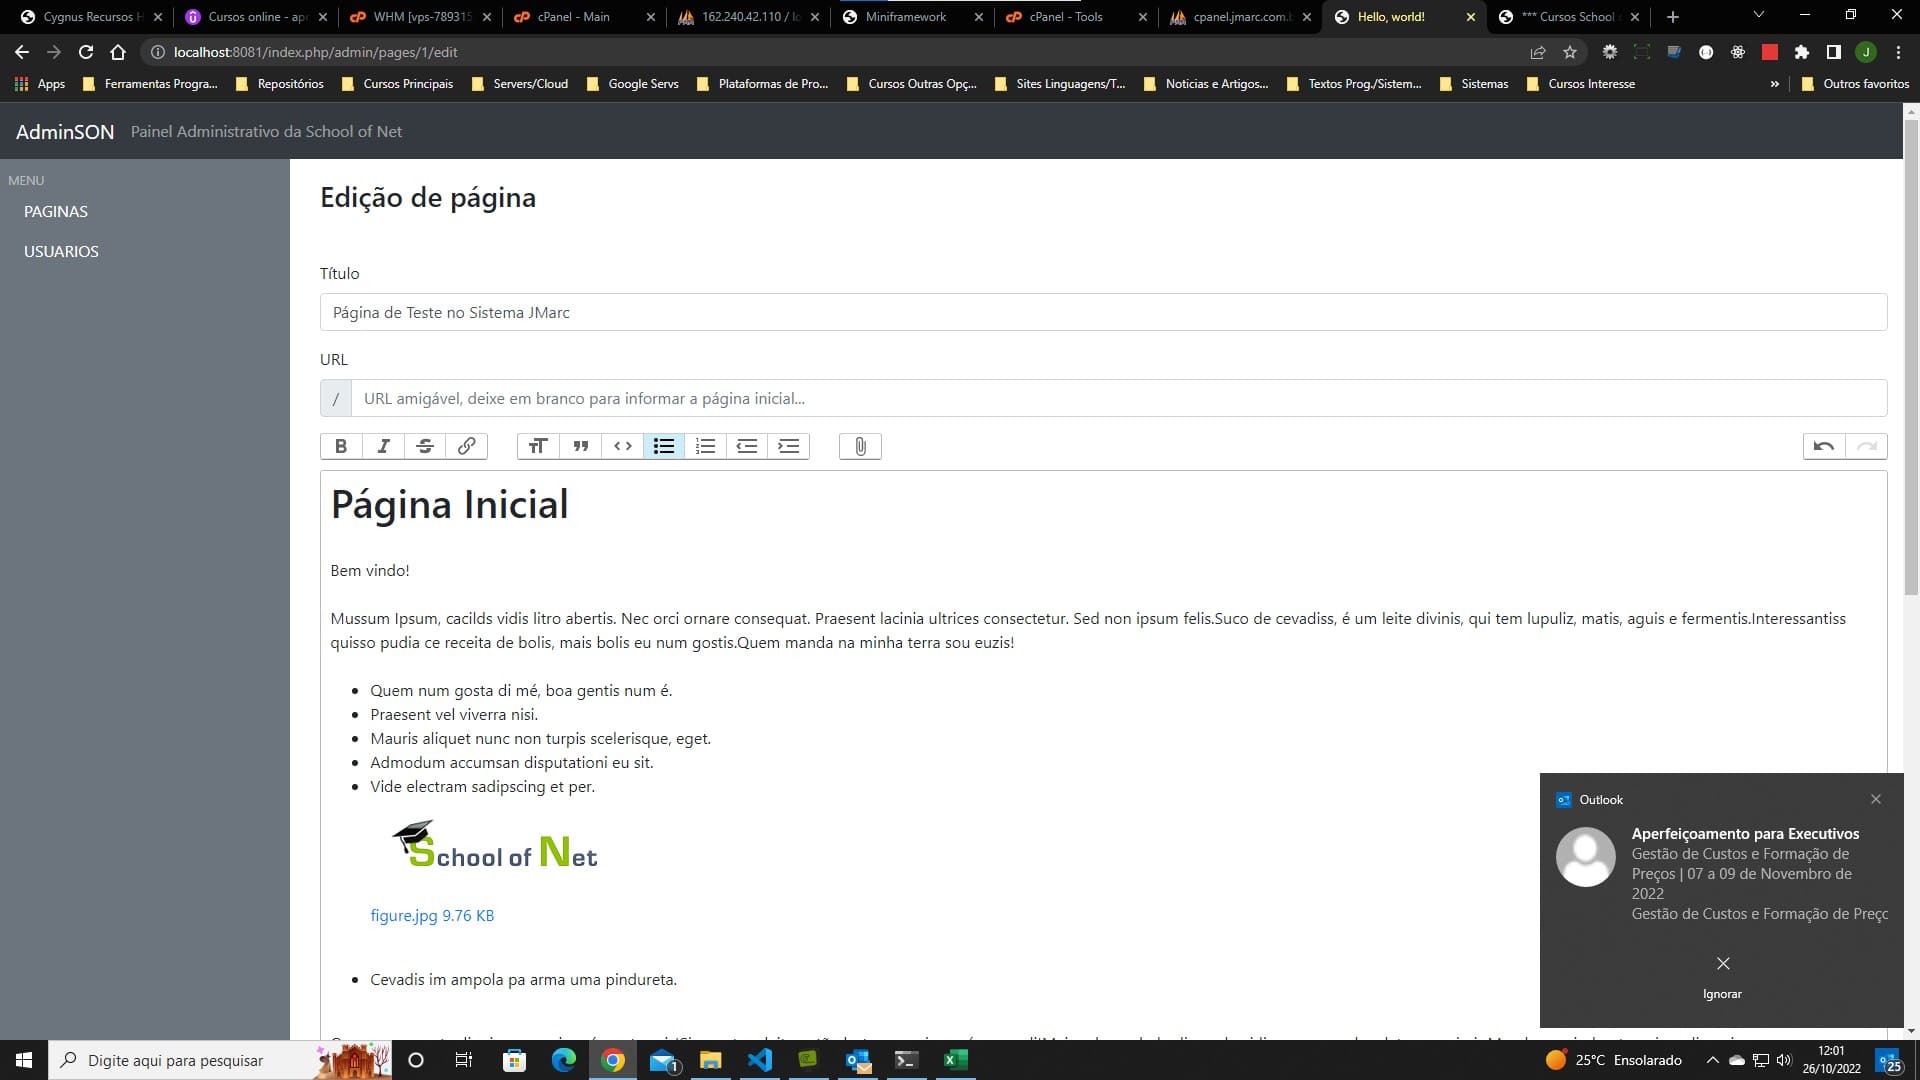 Cygnus Recursos H
Cursos online - apr
WHM [vps-789315
cPanel - Main
162.240.42.110 / lo
Miniframework
cPanel - Tools
cpanel.jmarc.com.b
Hello, world!
*** Cursos School
localhost:8081/index.php/admin/pages/1/edit
Apps
Ferramentas Progra...
Repositórios
Cursos Principais
Servers/Cloud
Google Servs
Plataformas de Pro...
Cursos Outras Opç...
Sites Linguagens/T...
Noticias e Artigos...
Textos Prog./Sistem...
Sistemas
Cursos Interesse
»
Outros favoritos
AdminSON Painel Administrativo da School of Net
MENU
PAGINAS
USUARIOS
Edição de página
Título
Página de Teste no Sistema JMarc
URL
/ URL amigável, deixe em branco para informar a página inicial...
Página Inicial
Bem vindo!
Mussum Ipsum, cacilds vidis litro abertis. Nec orci ornare consequat. Praesent lacinia ultrices consectetur. Sed non ipsum felis.Suco de cevadiss, é um leite divinis, qui tem lupuliz, matis, aguis e fermentis.Interessantiss
quisso pudia ce receita de bolis, mais bolis eu num gostis.Quem manda na minha terra sou euzis!
• Quem num gosta di mé, boa gentis num é.
• Praesent vel viverra nisi.
• Mauris aliquet nunc non turpis scelerisque, eget.
• Admodum accumsan disputationi eu sit.
• Vide electram sadipscing et per.
School of Net
figure.jpg 9.76 KB
• Cevadis im ampola pa arma uma pindureta.
Outlook
Aperfeiçoamento para Executivos
Gestão de Custos e Formação de
Preços | 07 a 09 de Novembro de
2022
Gestão de Custos e Formação de Preç
Ignorar
Digite aqui para pesquisar
1
25°C Ensolarado
12:01
26/10/2022
25